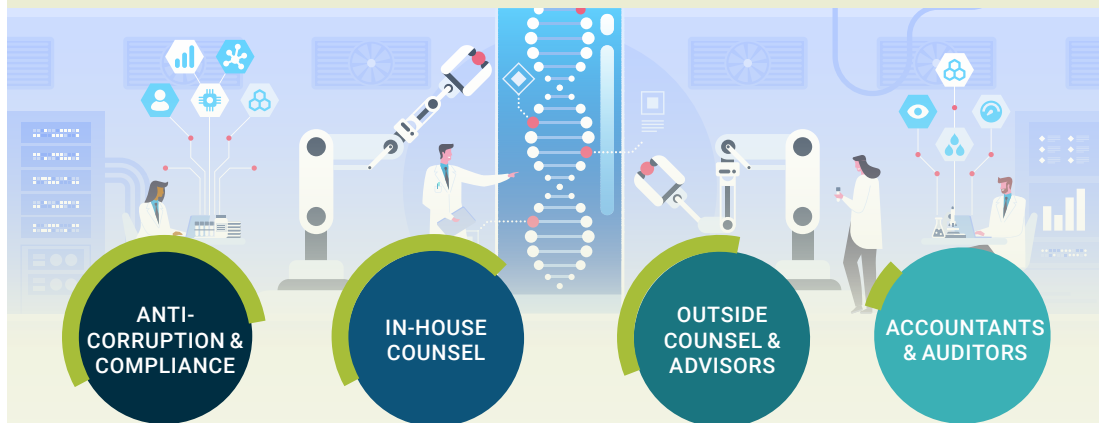 ANTI-
CORRUPTION &
COMPLIANCE
IN-HOUSE
COUNSEL
OUTSIDE
COUNSEL &
ADVISORS
ACCOUNTANTS
& AUDITORS